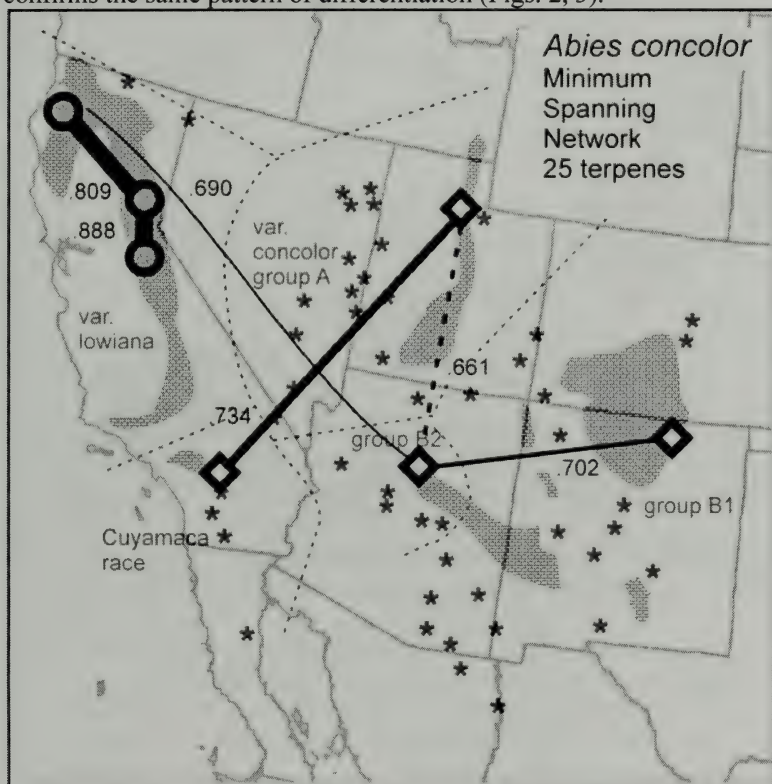 confirms the same pattern of differentiation (Figs. 2, 3).
Abies concolor
Minimum
Spanning
Network
25 terpenes
.809
.690
.888
var.
concolor
group A
var.
lowiana
.661
.734
group B2
.702
group B1
Cuyamaca
race